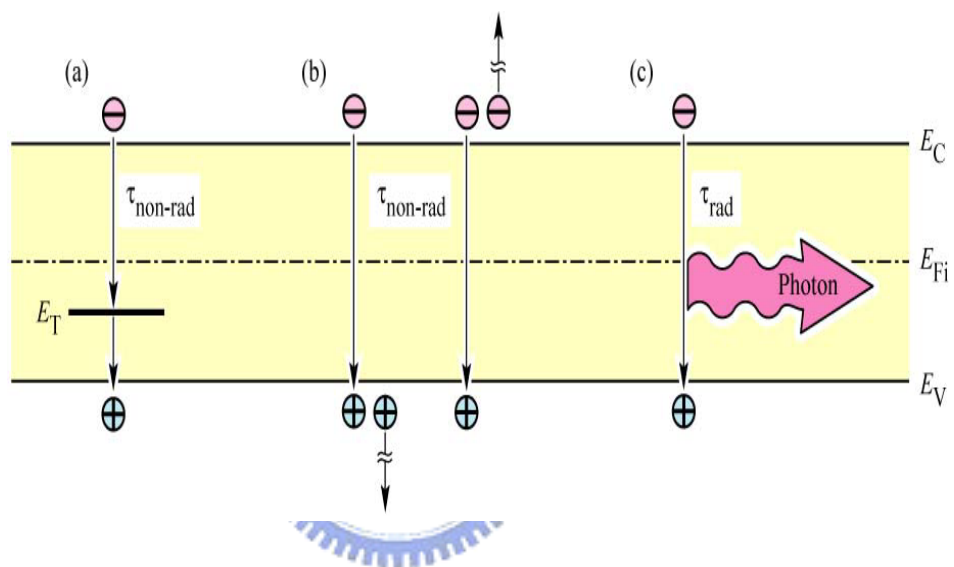 (a) (b) (c)
E_C
τ_non-rad τ_non-rad τ_rad
E_Fi
Photon
E_T
E_V